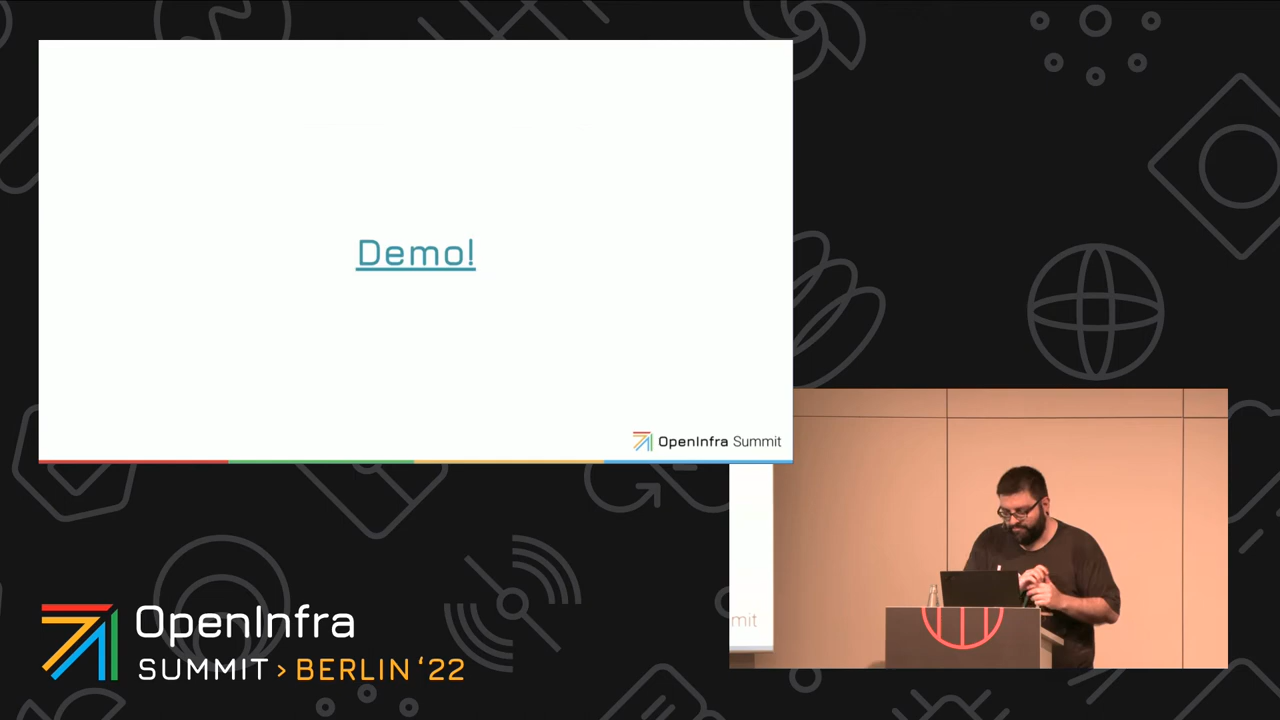 Demo!
OpenInfra Summit
mit
OpenInfra
SUMMIT > BERLIN ‘22